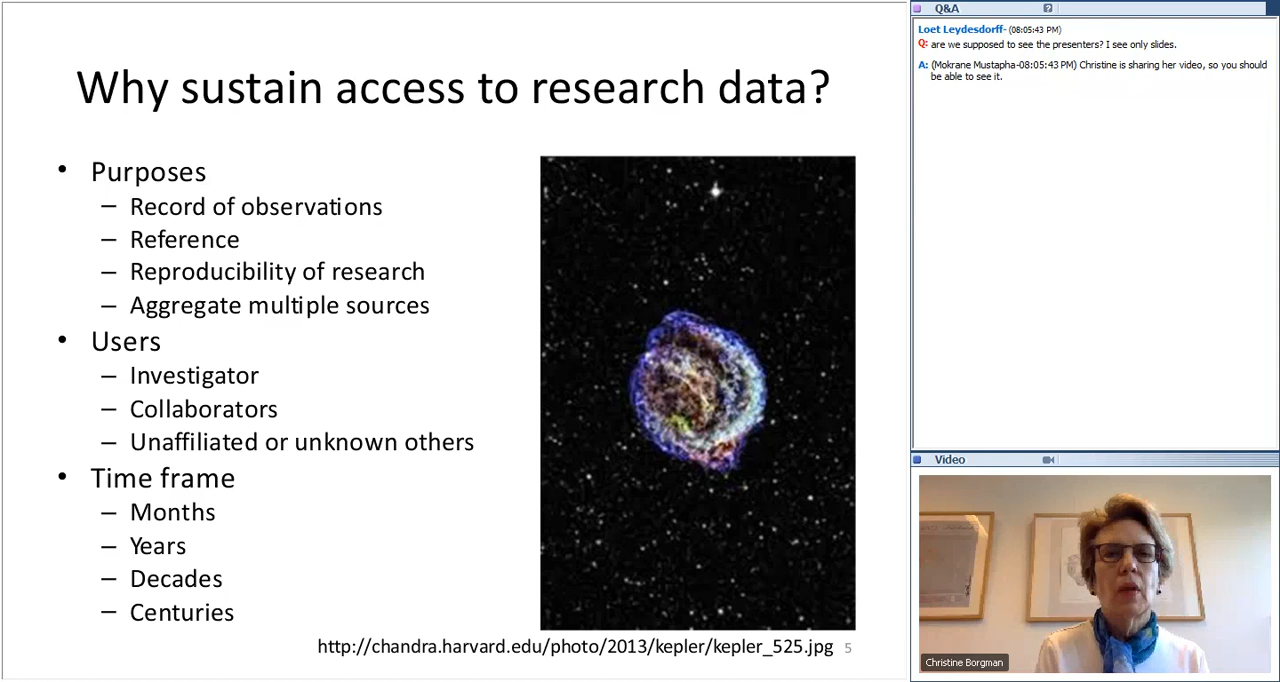 Why sustain access to research data?
• Purposes
– Record of observations
– Reference
– Reproducibility of research
– Aggregate multiple sources
• Users
– Investigator
– Collaborators
– Unaffiliated or unknown others
• Time frame
– Months
– Years
– Decades
– Centuries
http://chandra.harvard.edu/photo/2013/kepler/kepler_525.jpg 5
Q&A
Loet Leydesdorff- (08:05:43 PM)
Q: are we supposed to see the presenters? I see only slides.
A: (Mokrane Mustapha-08:05:43 PM) Christine is sharing her video, so you should
be able to see it.
Video
Christine Borgman